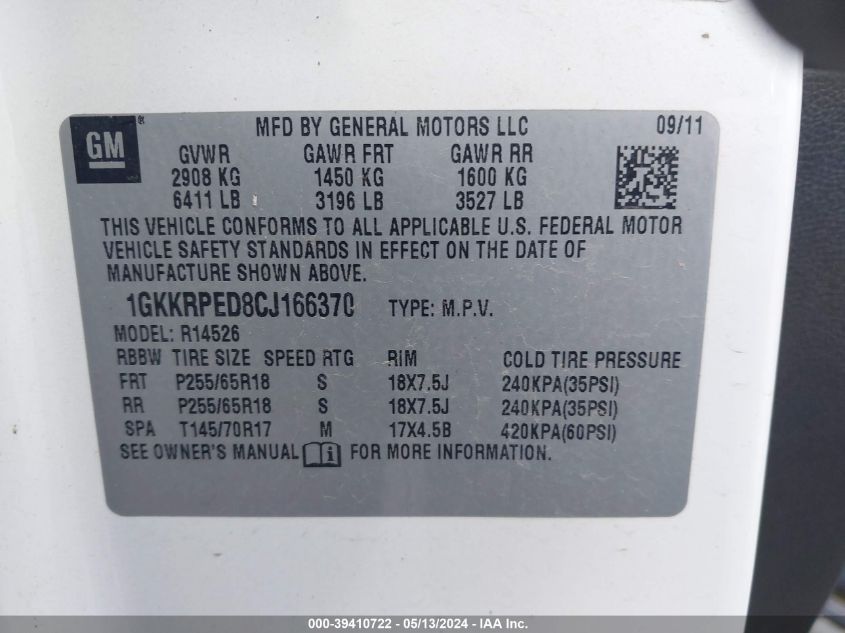 GM®
MFD BY GENERAL MOTORS LLC 09/11
GVWR GAWR FRT GAWR RR
2908 KG 1450 KG 1600 KG
6411 LB 3196 LB 3527 LB
THIS VEHICLE CONFORMS TO ALL APPLICABLE U.S. FEDERAL MOTOR
VEHICLE SAFETY STANDARDS IN EFFECT ON THE DATE OF
MANUFACTURE SHOWN ABOVE.
1GKKRPED8CJ166370 TYPE: M.P.V.
MODEL: R14526
RBBW TIRE SIZE SPEED RTG RIM COLD TIRE PRESSURE
FRT P255/65R18 S 18X7.5J 240KPA(35PSI)
RR P255/65R18 S 18X7.5J 240KPA(35PSI)
SPA T145/70R17 M 17X4.5B 420KPA(60PSI)
SEE OWNER'S MANUAL i FOR MORE INFORMATION.
000-39410722 - 05/13/2024 - IAA Inc.